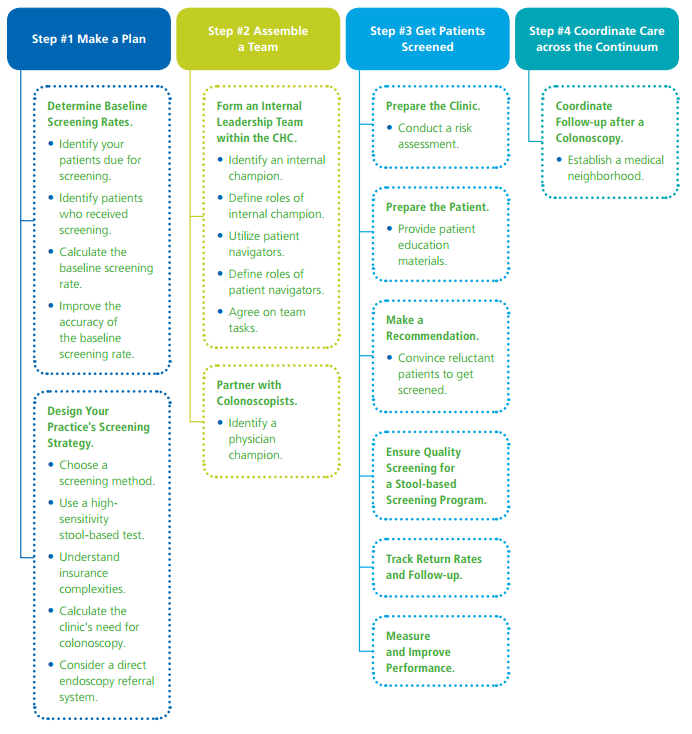 Step #1 Make a Plan
Determine Baseline
Screening Rates.
• Identify your
patients due for
screening.
• Identify patients
who received
screening.
• Calculate the
baseline screening
rate.
• Improve the
accuracy of
the baseline
screening rate.
Design Your
Practice's Screening
Strategy.
• Choose a
screening method.
• Use a high-
sensitivity
stool-based test.
• Understand
insurance
complexities.
• Calculate the
clinic's need for
colonoscopy.
• Consider a direct
endoscopy referral
system.
Step #2 Assemble
a Team
Form an Internal
Leadership Team
within the CHC.
• Identify an internal
champion.
• Define roles of
internal champion.
• Utilize patient
navigators.
• Define roles of
patient navigators.
• Agree on team
tasks.
Partner with
Colonoscopists.
• Identify a
physician
champion.
Step #3 Get Patients
Screened
Prepare the Clinic.
• Conduct a risk
assessment.
Prepare the Patient.
• Provide patient
education
materials.
Make a
Recommendation.
• Convince reluctant
patients to get
screened.
Ensure Quality
Screening for
a Stool-based
Screening Program.
Track Return Rates
and Follow-up.
Measure
and Improve
Performance.
Step #4 Coordinate Care
across the Continuum
Coordinate
Follow-up after a
Colonoscopy.
• Establish a medical
neighborhood.